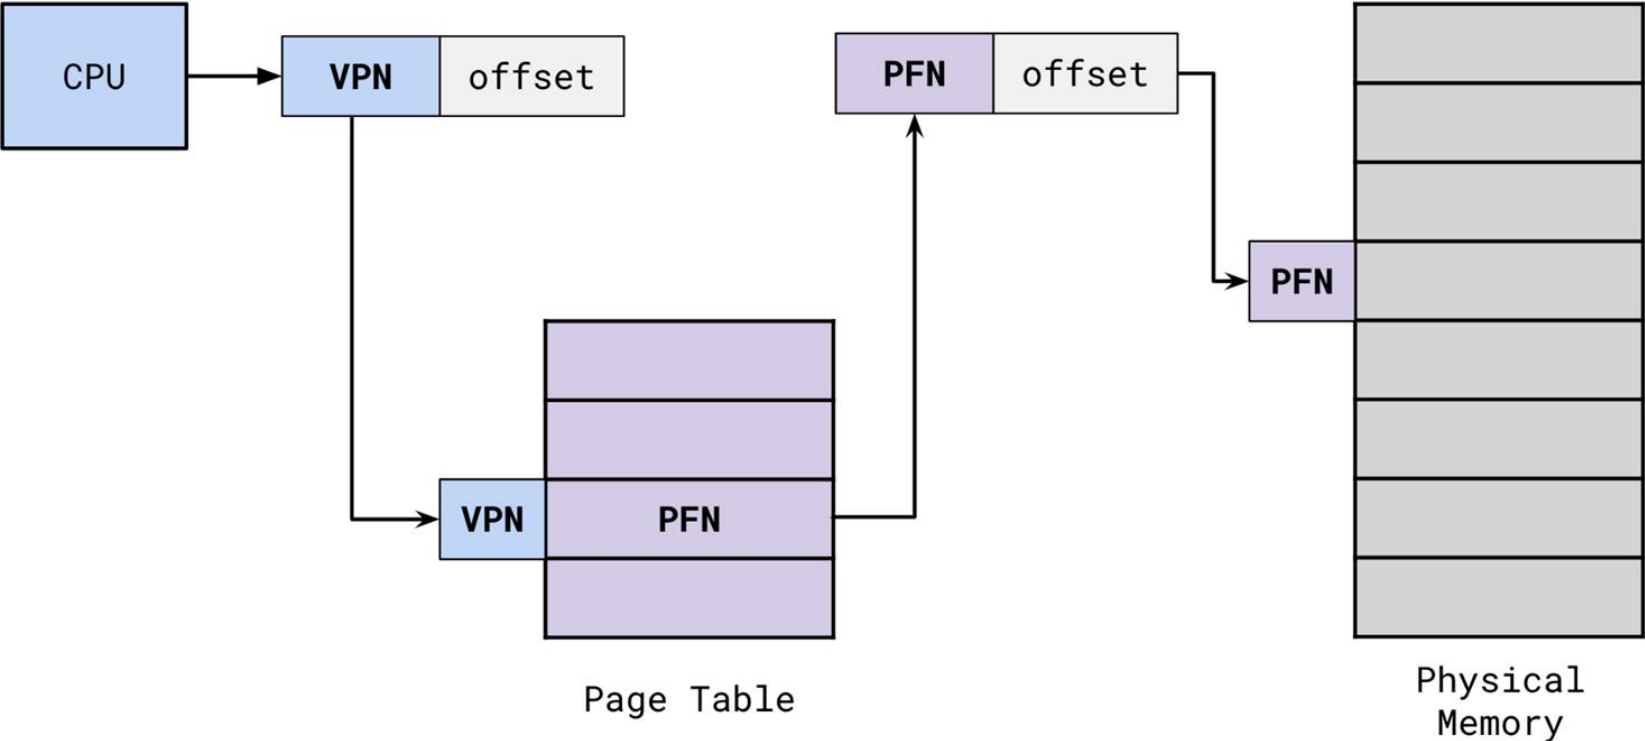 CPU
VPN offset
PFN offset
PFN
VPN PFN
Page Table
Physical
Memory